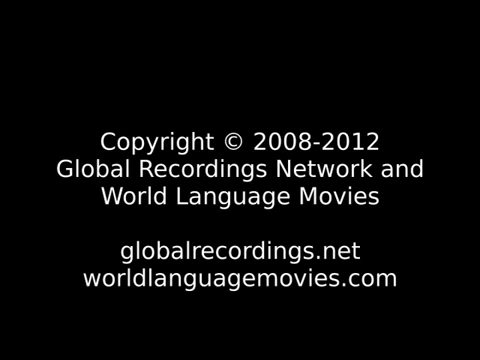 Copyright © 2008-2012
Global Recordings Network and
World Language Movies
globalrecordings.net
worldlanguagemovies.com